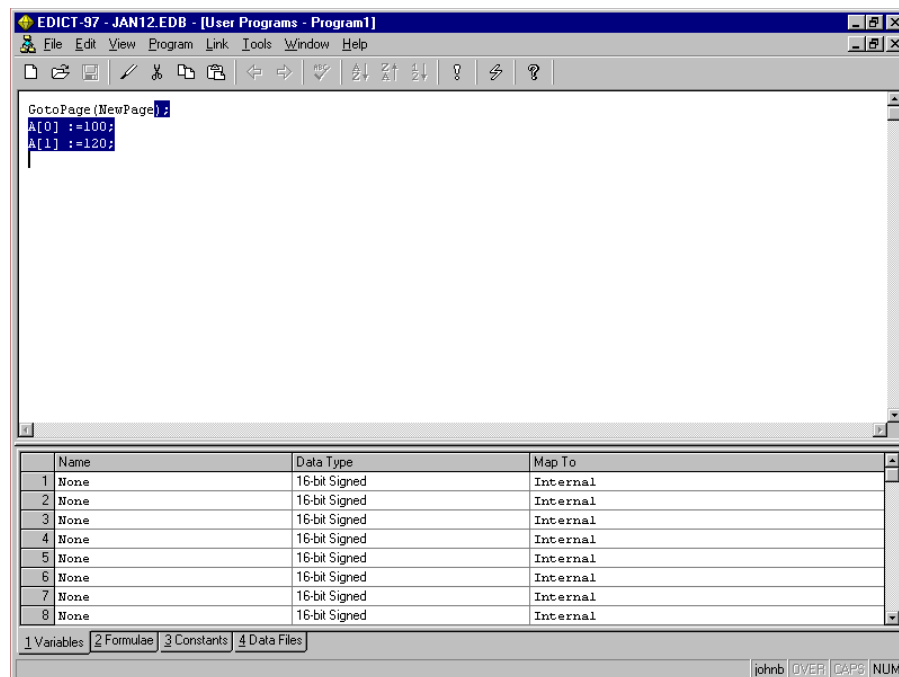 EDICT-97 - JAN12.EDB - [User Programs - Program1]
File Edit View Program Link Tools Window Help
GotoPage(NewPage);
A[0] :=100;
A[1] :=120;
Name Data Type Map To
1 None 16-bit Signed Internal
2 None 16-bit Signed Internal
3 None 16-bit Signed Internal
4 None 16-bit Signed Internal
5 None 16-bit Signed Internal
6 None 16-bit Signed Internal
7 None 16-bit Signed Internal
8 None 16-bit Signed Internal
1 Variables 2 Formulae 3 Constants 4 Data Files
johnb OVER CAPS NUM